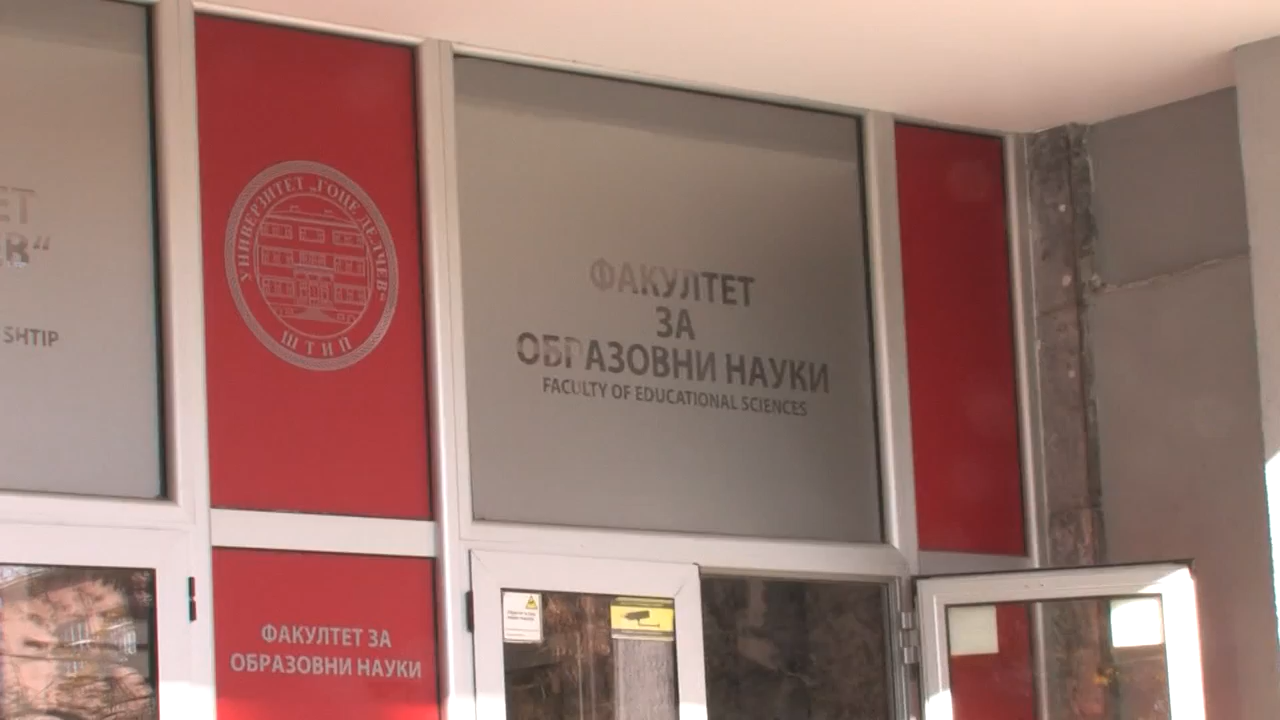 SHTIP
УНИВЕРЗИТЕТ „ГОЦЕ ДЕЛЧЕВ“
ШТИП
ФАКУЛТЕТ
ЗА
ОБРАЗОВНИ НАУКИ
FACULTY OF EDUCATIONAL SCIENCES
ФАКУЛТЕТ ЗА
ОБРАЗОВНИ НАУКИ